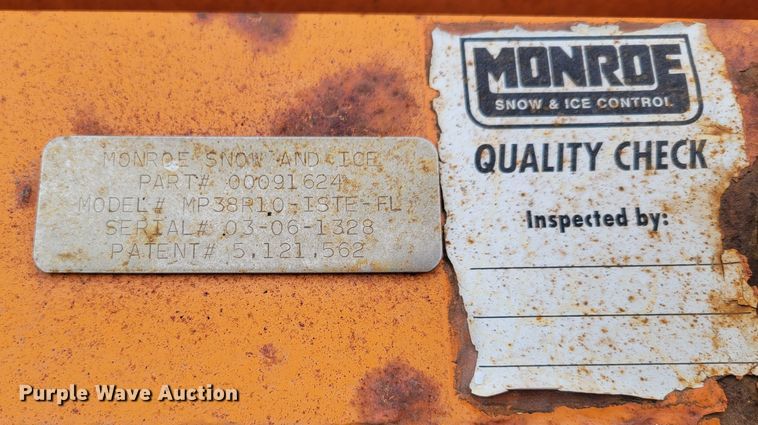 MONROE SNOW AND ICE
PART# 00091624
MODEL# MP38R10-ISTE-FL
SERIAL# 03-06-1328
PATENT# 5,121,562
MONROE
SNOW & ICE CONTROL
QUALITY CHECK
Inspected by:
Purple Wave Auction